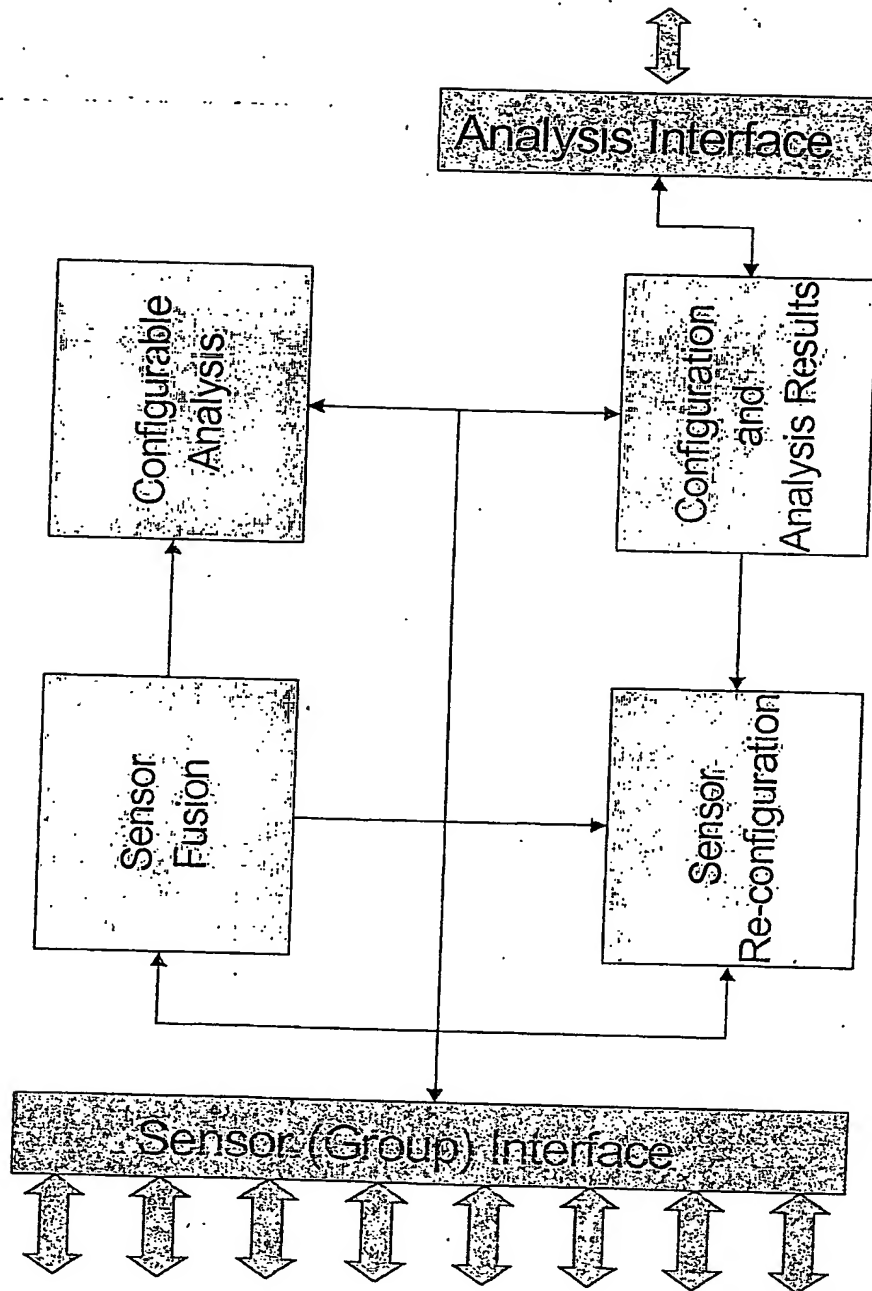 Analysis Interface
Configurable
Analysis
Configuration
and
Analysis Results
Sensor
Fusion
Sensor
Re-configuration
Sensor (Group) Interface